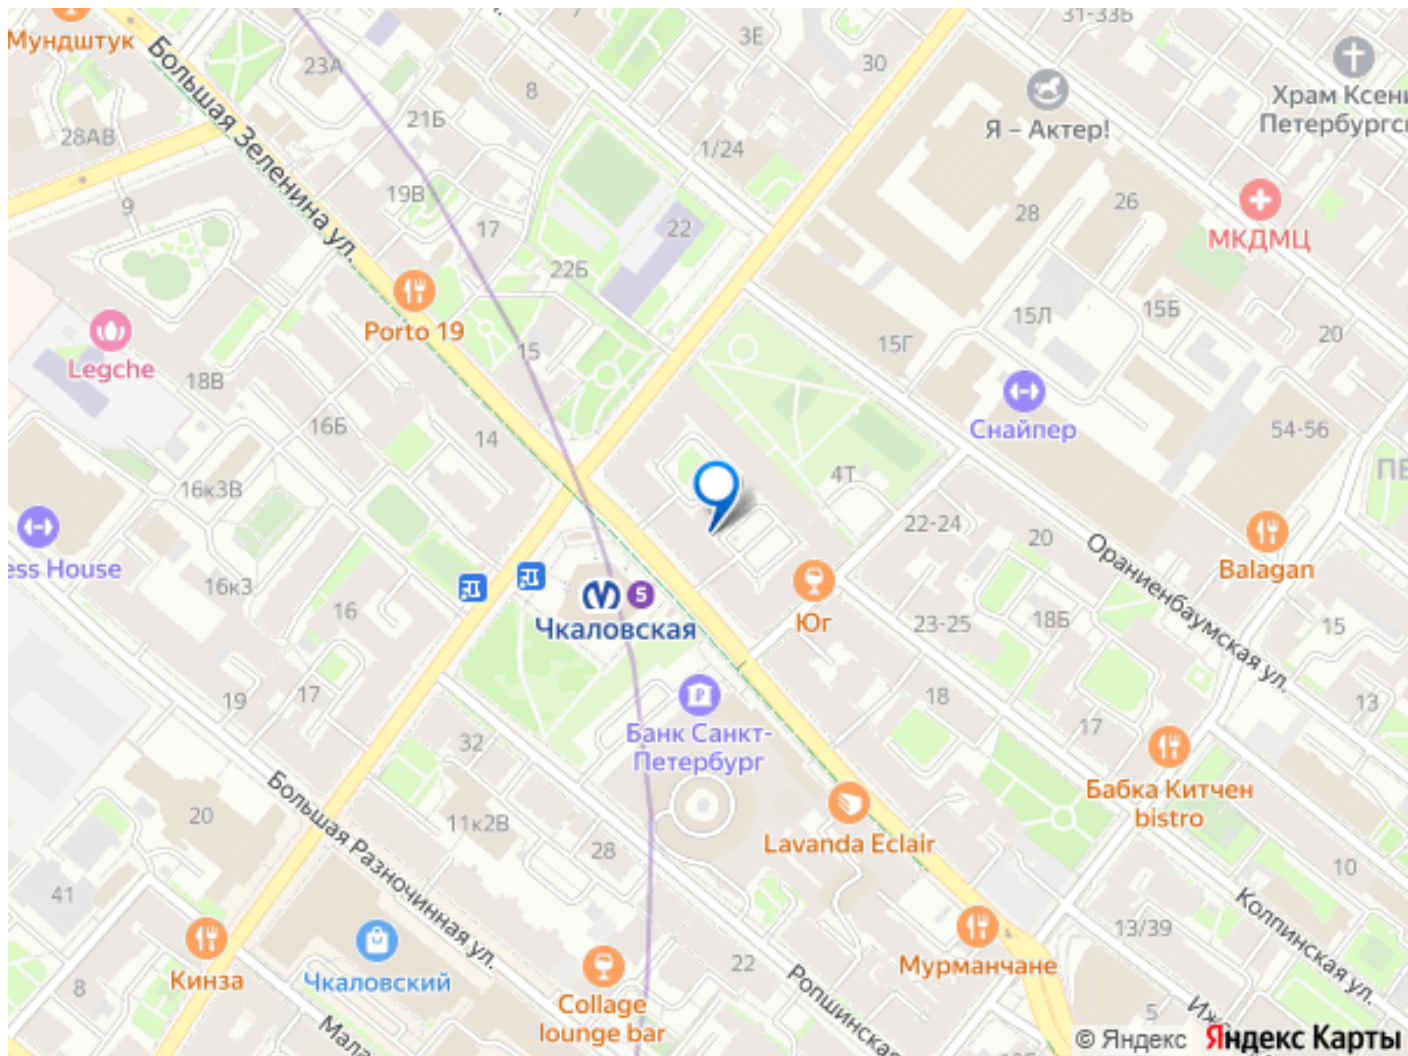 31-33Б
Мундштук
3Е
30
23А
Большая Зеленина ул.
8
Храм Ксени
Петербургс
21Б
Я – Актер!
28АВ
1/24
19В
9
26
28
17
22
МКДМЦ
22Б
15Л
15Б
Porto 19
20
15
15Г
Legche
18В
Снайпер
16Б
14
54-56
4Т
ПЕ
16к3В
22-24
20
Ораниенбаумская ул.
ess House
Balagan
16к3
16
5
Чкаловская
Юг
23-25
18Б
15
19
17
18
13
32
Банк Санкт-
Петербург
17
Большая Разночинная ул.
Бабка Китчен
bistro
20
11к2В
28
Lavanda Eclair
10
41
Колпинская ул.
13/39
8
Кинза
Чкаловский
22
Мурманчане
Collage
lounge bar
Ропшинская
Мала
Иж
5
© Яндекс
Яндекс Карты